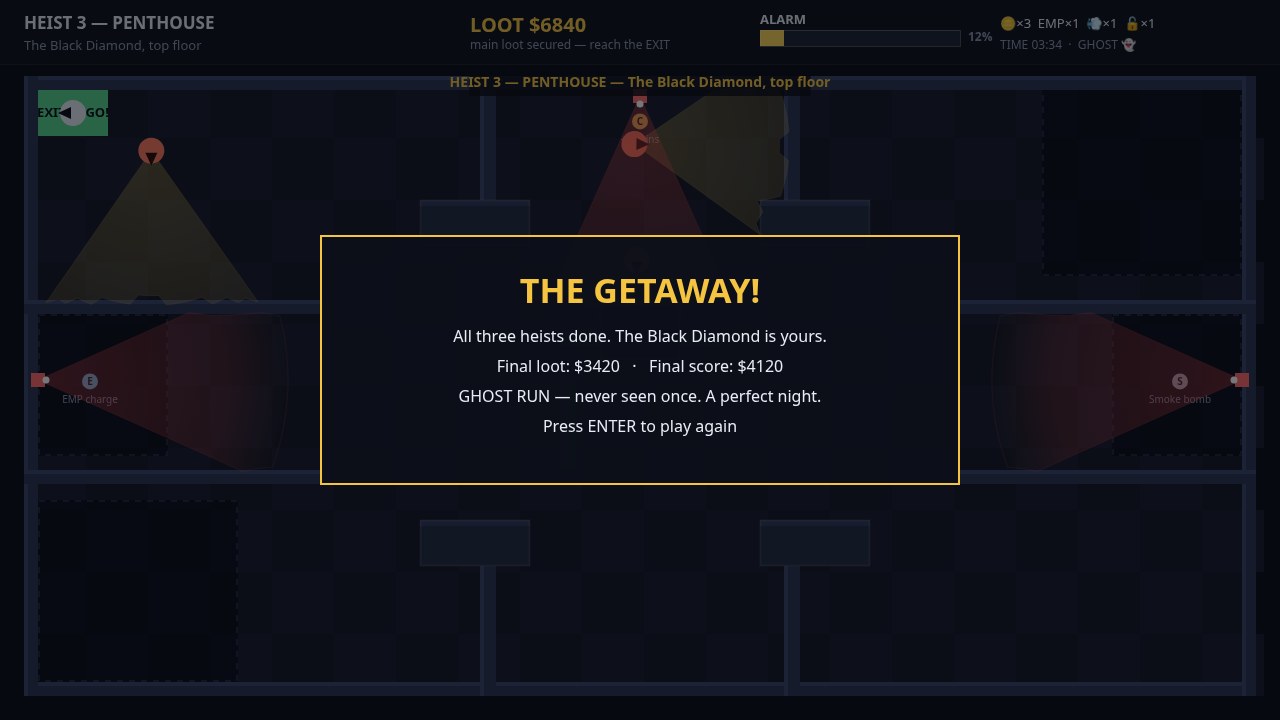 HEIST 3 — PENTHOUSE
The Black Diamond, top floor
LOOT $6840
main loot secured — reach the EXIT
ALARM
12%
×3 EMP×1 ×1 ×1
TIME 03:34 · GHOST
HEIST 3 — PENTHOUSE — The Black Diamond, top floor
EXIT GO!
C
THE GETAWAY!
All three heists done. The Black Diamond is yours.
Final loot: $3420 · Final score: $4120
GHOST RUN — never seen once. A perfect night.
Press ENTER to play again
E
EMP charge
S
Smoke bomb